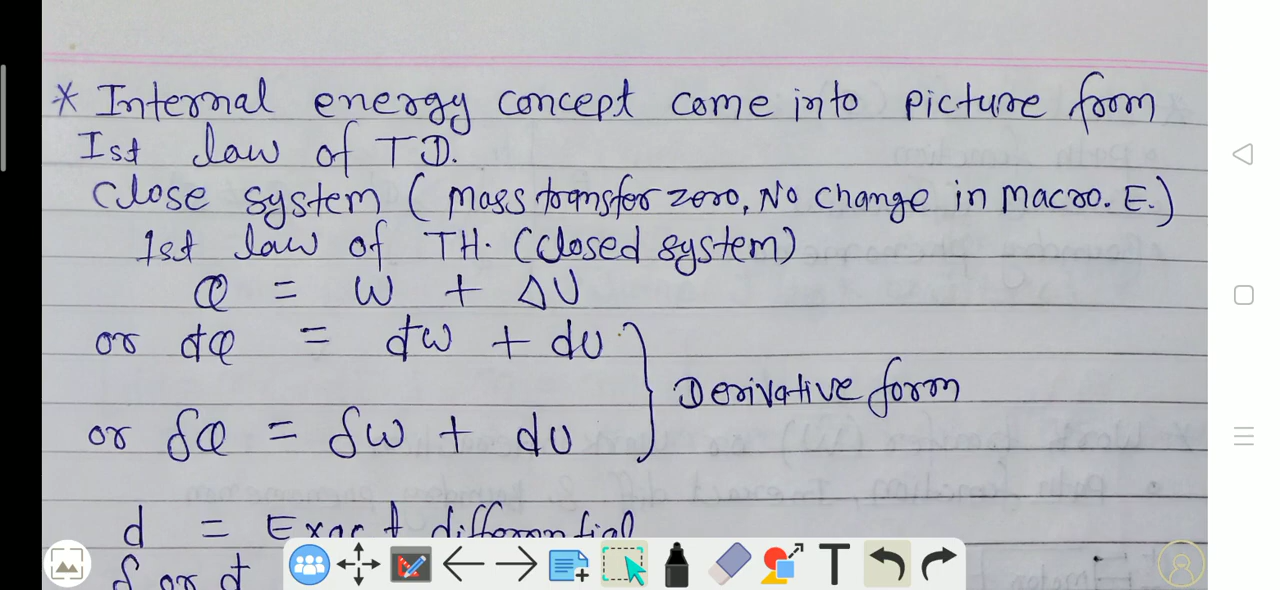 * Internal energy concept come into picture from
Ist law of TD.
Close system ( mass transfer zero, No change in Macro. E.)
1st law of TH. (closed system)
Q = W + ΔU
or đQ = đW + dU
Derivative form
or δQ = δW + dU
d = Exact differential
δ or đ
T